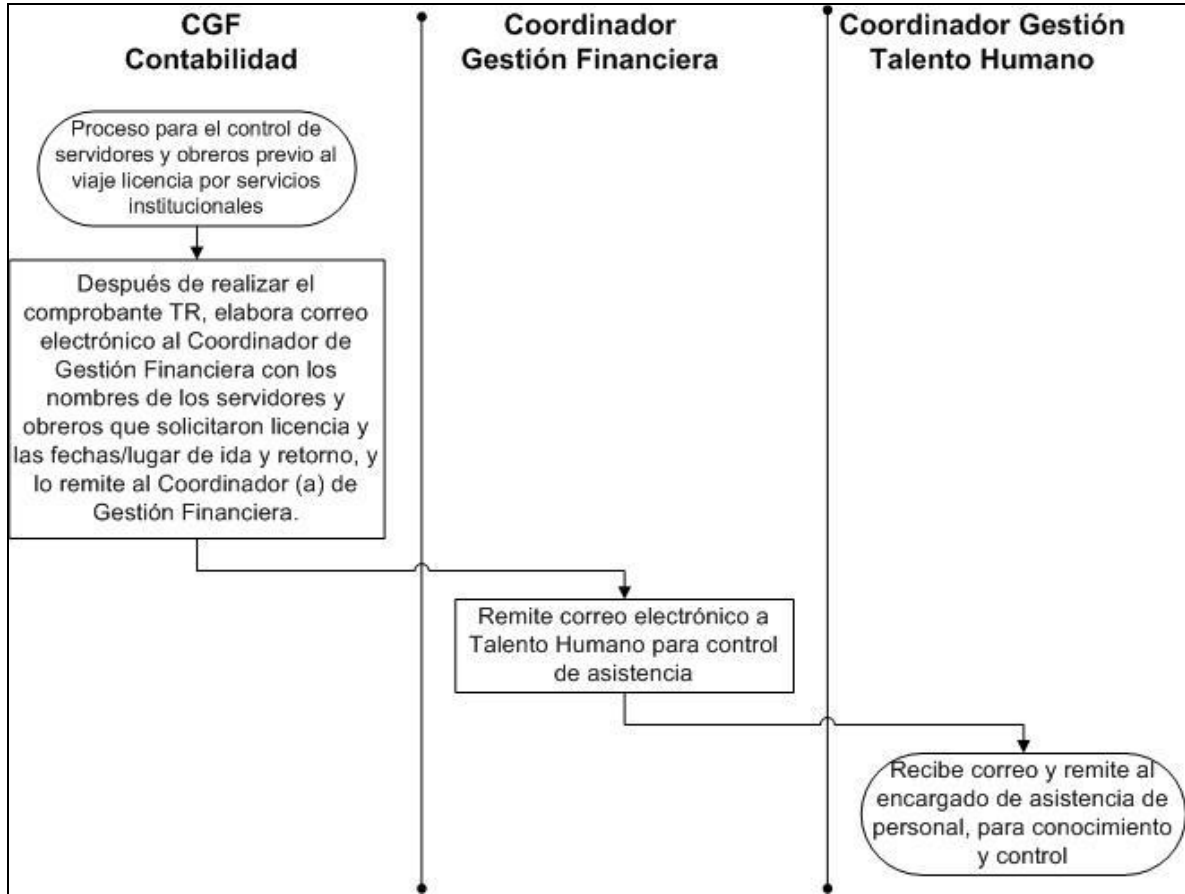 CGF
Contabilidad
Coordinador
Gestión Financiera
Coordinador Gestión
Talento Humano
Proceso para el control de
servidores y obreros previo al
viaje licencia por servicios
institucionales
Después de realizar el
comprobante TR, elabora correo
electrónico al Coordinador de
Gestión Financiera con los
nombres de los servidores y
obreros que solicitaron licencia y
las fechas/lugar de ida y retorno, y
lo remite al Coordinador (a) de
Gestión Financiera.
Remite correo electrónico a
Talento Humano para control
de asistencia
Recibe correo y remite al
encargado de asistencia de
personal, para conocimiento
y control